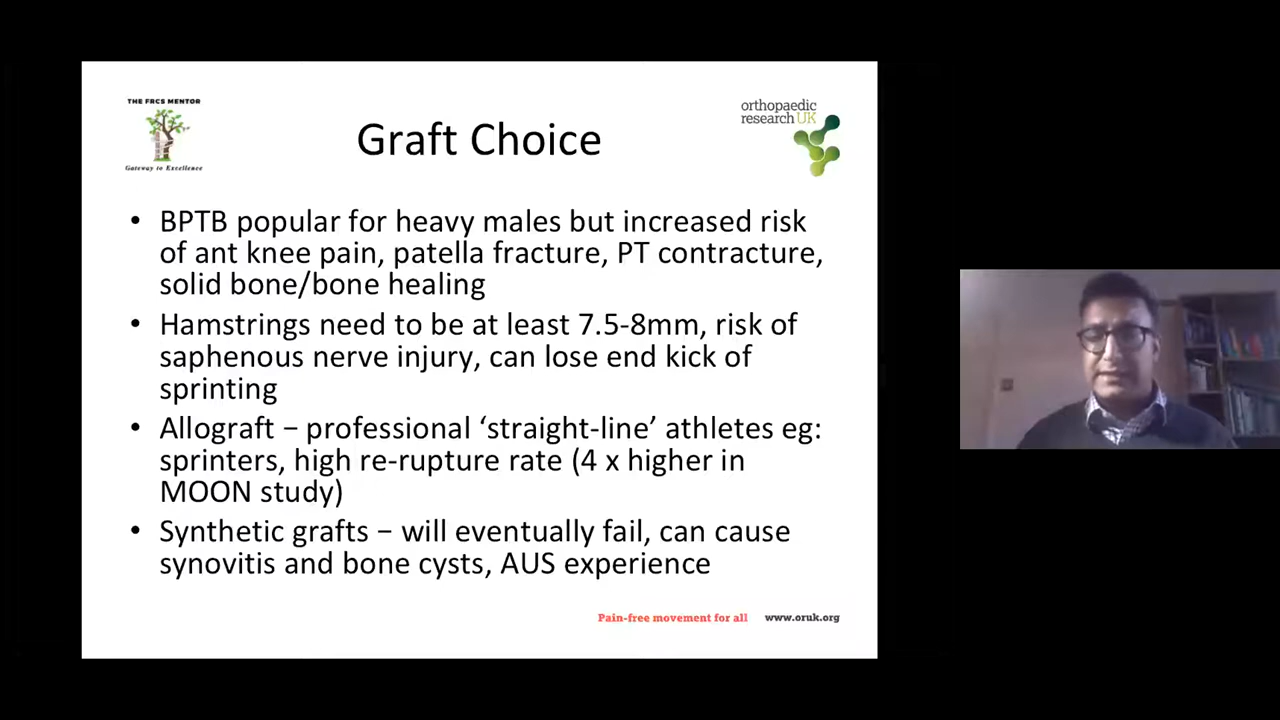 THE FRCS MENTOR
Gateway to Excellence
orthopaedic
research UK
Graft Choice
• BPTB popular for heavy males but increased risk
of ant knee pain, patella fracture, PT contracture,
solid bone/bone healing
• Hamstrings need to be at least 7.5-8mm, risk of
saphenous nerve injury, can lose end kick of
sprinting
• Allograft – professional ‘straight-line’ athletes eg:
sprinters, high re-rupture rate (4 x higher in
MOON study)
• Synthetic grafts – will eventually fail, can cause
synovitis and bone cysts, AUS experience
Pain-free movement for all www.oruk.org